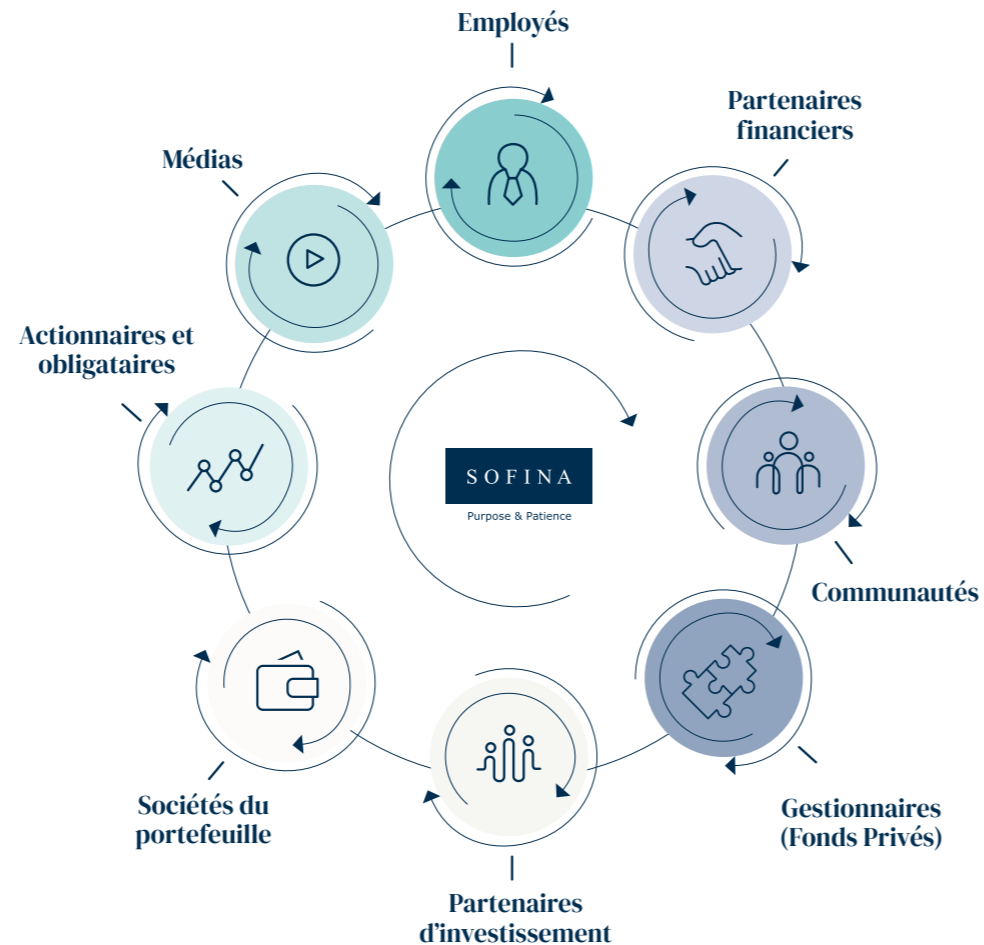 Employés
Partenaires
financiers
Médias
Actionnaires et
obligataires
SOFINA
Purpose & Patience
Communautés
Sociétés du
portefeuille
Gestionnaires
(Fonds Privés)
Partenaires
d’investissement